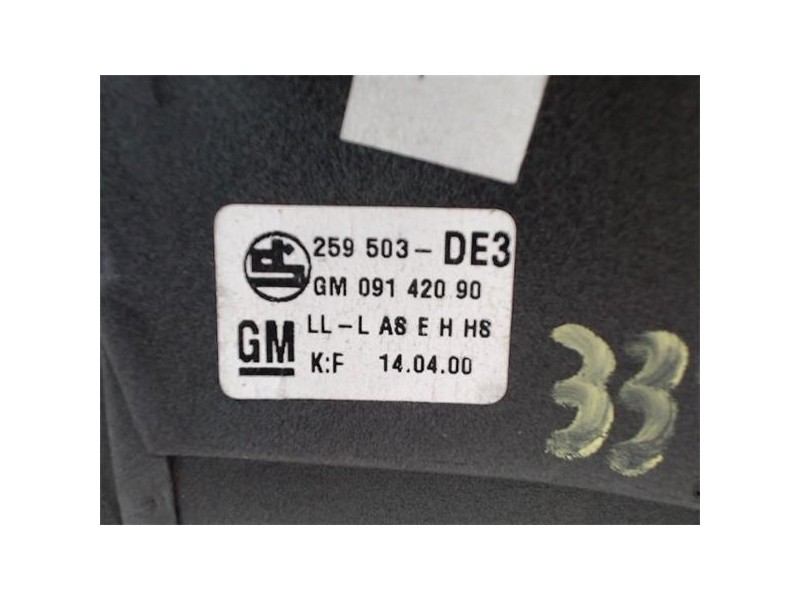 259 503- DE3
GM 091 420 90
GM
LL-L AS E H HS
K:F 14.04.00
33